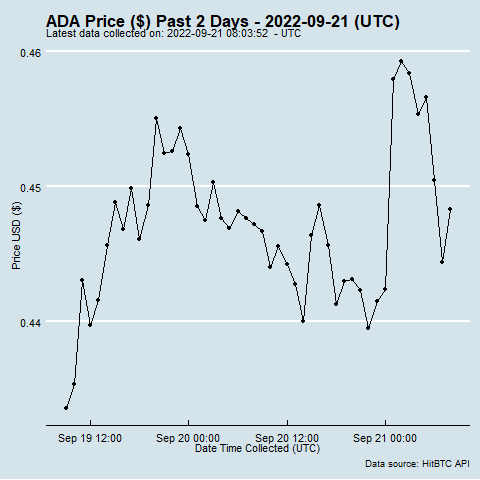 ADA Price ($) Past 2 Days - 2022-09-21 (UTC)
Latest data collected on: 2022-09-21 08:03:52 - UTC
0.46
0.45
0.44
Price USD ($)
Sep 19 12:00
Sep 20 00:00
Sep 20 12:00
Sep 21 00:00
Date Time Collected (UTC)
Data source: HitBTC API